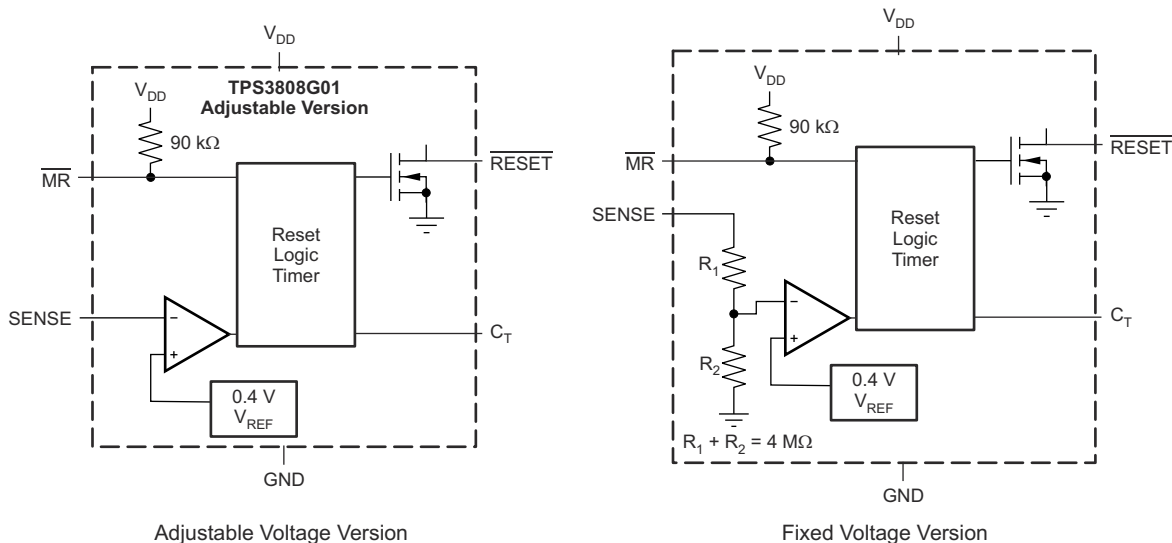 V_DD
TPS3808G01
Adjustable Version
V_DD
90 kΩ
MR
RESET
Reset
Logic
Timer
SENSE
–
+
C_T
0.4 V
V_REF
GND
Adjustable Voltage Version
V_DD
V_DD
90 kΩ
MR
RESET
SENSE
Reset
Logic
Timer
R_1
–
+
C_T
R_2
0.4 V
V_REF
R_1 + R_2 = 4 MΩ
GND
Fixed Voltage Version